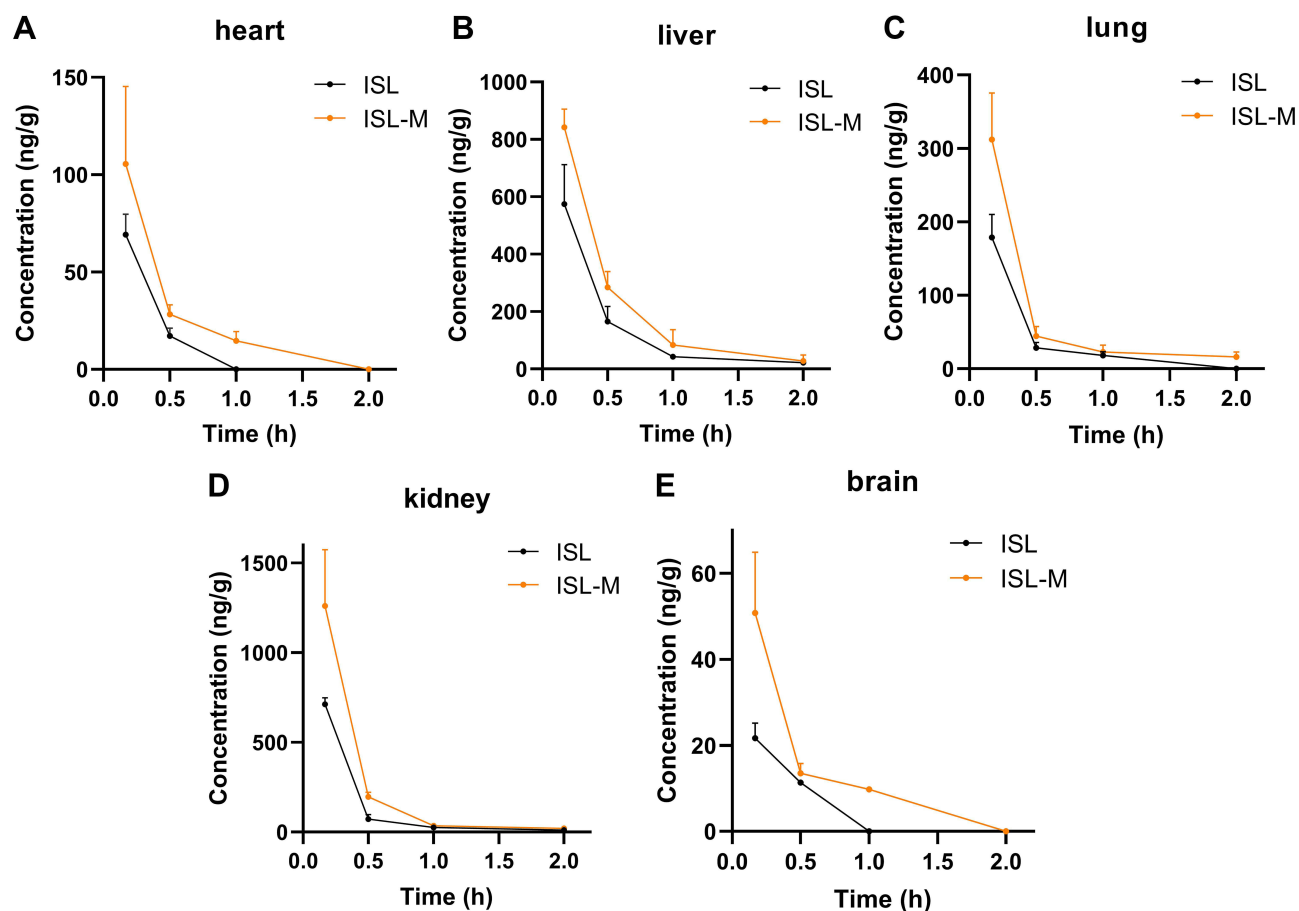 A
heart
ISL
ISL-M
Concentration (ng/g)
150
100
50
0
0.0 0.5 1.0 1.5 2.0
Time (h)
B
liver
ISL
ISL-M
Concentration (ng/g)
1000
800
600
400
200
0
0.0 0.5 1.0 1.5 2.0
Time (h)
C
lung
ISL
ISL-M
Concentration (ng/g)
400
300
200
100
0
0.0 0.5 1.0 1.5 2.0
Time (h)
D
kidney
ISL
ISL-M
Concentration (ng/g)
1500
1000
500
0
0.0 0.5 1.0 1.5 2.0
Time (h)
E
brain
ISL
ISL-M
Concentration (ng/g)
60
40
20
0
0.0 0.5 1.0 1.5 2.0
Time (h)